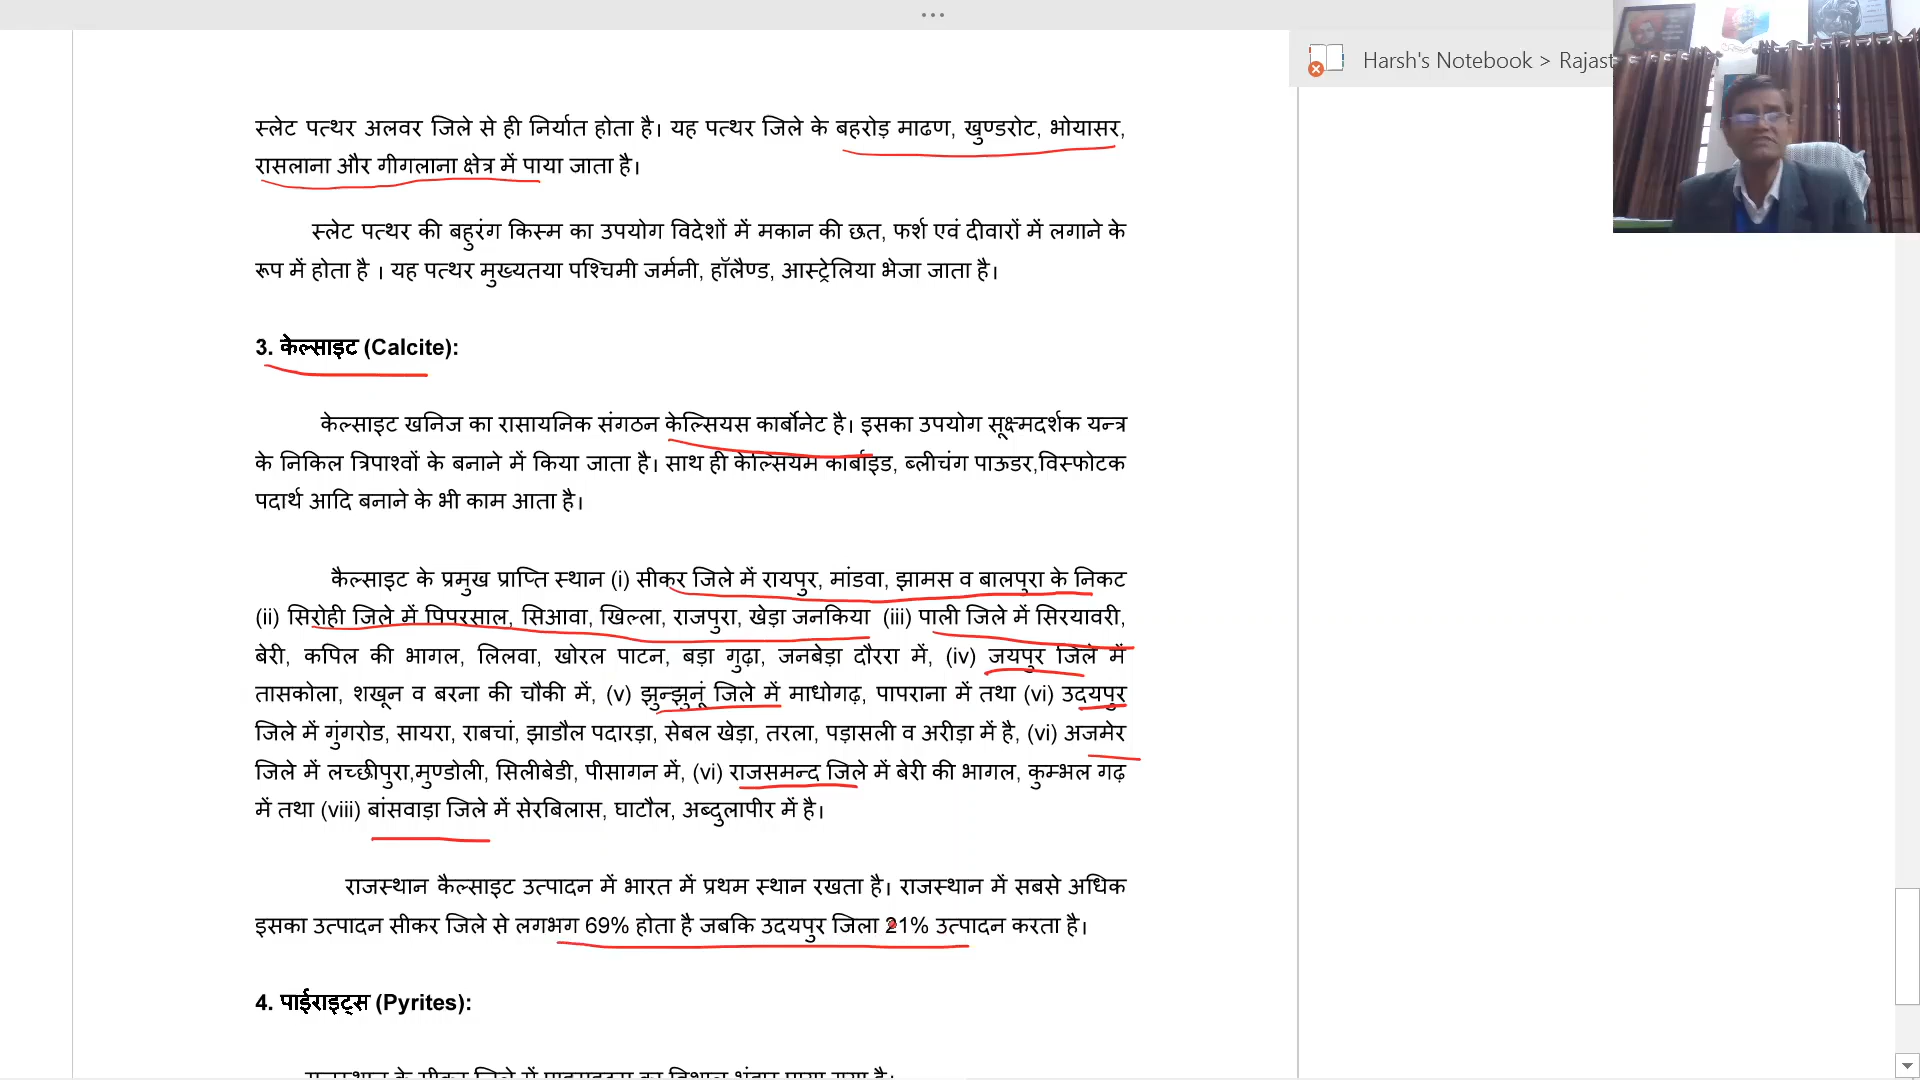 •••
Harsh's Notebook > Rajast
स्लेट पत्थर अलवर जिले से ही निर्यात होता है। यह पत्थर जिले के बहरोड़ माढण, खुण्डरोट, भोयासर,
रासलाना और गीगलाना क्षेत्र में पाया जाता है।
स्लेट पत्थर की बहुरंग किस्म का उपयोग विदेशों में मकान की छत, फर्श एवं दीवारों में लगाने के
रूप में होता है । यह पत्थर मुख्यतया पश्चिमी जर्मनी, हॉलैण्ड, आस्ट्रेलिया भेजा जाता है।
3. केल्साइट (Calcite):
केल्साइट खनिज का रासायनिक संगठन केल्सियस कार्बोनेट है। इसका उपयोग सूक्ष्मदर्शक यन्त्र
के निकिल त्रिपाश्वों के बनाने में किया जाता है। साथ ही केल्सियम कार्बाइड, ब्लीचंग पाऊडर,विस्फोटक
पदार्थ आदि बनाने के भी काम आता है।
कैल्साइट के प्रमुख प्राप्ति स्थान (i) सीकर जिले में रायपुर, मांडवा, झामस व बालपुरा के निकट
(ii) सिरोही जिले में पिपरसाल, सिआवा, खिल्ला, राजपुरा, खेड़ा जनकिया (iii) पाली जिले में सिरयावरी,
बेरी, कपिल की भागल, लिलवा, खोरल पाटन, बड़ा गुढ़ा, जनबेड़ा दौररा में, (iv) जयपुर जिले में
तासकोला, शखून व बरना की चौकी में, (v) झुन्झुनूं जिले में माधोगढ़, पापराना में तथा (vi) उदयपुर
जिले में गुंगरोड, सायरा, राबचां, झाडौल पदारड़ा, सेबल खेड़ा, तरला, पड़ासली व अरीड़ा में है, (vi) अजमेर
जिले में लच्छीपुरा,मुण्डोली, सिलीबेडी, पीसागन में, (vi) राजसमन्द जिले में बेरी की भागल, कुम्भल गढ़
में तथा (viii) बांसवाड़ा जिले में सेरबिलास, घाटौल, अब्दुलापीर में है।
राजस्थान कैल्साइट उत्पादन में भारत में प्रथम स्थान रखता है। राजस्थान में सबसे अधिक
इसका उत्पादन सीकर जिले से लगभग 69% होता है जबकि उदयपुर जिला 21% उत्पादन करता है।
4. पाईराइट्स (Pyrites):